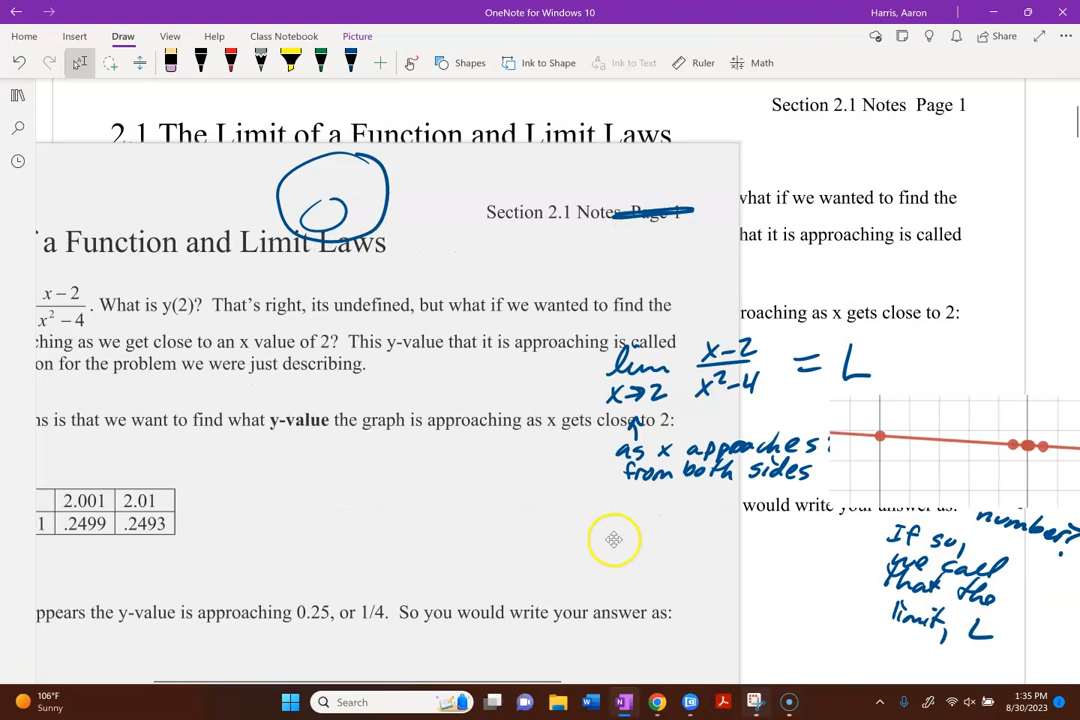 OneNote for Windows 10
Harris, Aaron
Home Insert Draw View Help Class Notebook Picture
Share
Shapes Ink to Shape Ink to Text Ruler Math
Section 2.1 Notes Page 1
2.1 The Limit of a Function and Limit Laws
what if we wanted to find the
Section 2.1 Notes Page 1
hat it is approaching is called
f a Function and Limit Laws
x – 2
x² – 4
. What is y(2)? That's right, its undefined, but what if we wanted to find the
roaching as x gets close to 2:
ching as we get close to an x value of 2? This y-value that it is approaching is called
on for the problem we were just describing.
lim x→2 x-2 / x²-4 = L
ns is that we want to find what y-value the graph is approaching as x gets close to 2:
as x approaches :
from both sides
2.001 2.01
1 .2499 .2493
would write your answer as:
number?
If so,
we call
that the
limit, L
appears the y-value is approaching 0.25, or 1/4. So you would write your answer as:
106°F
Sunny
Search
1:35 PM
8/30/2023